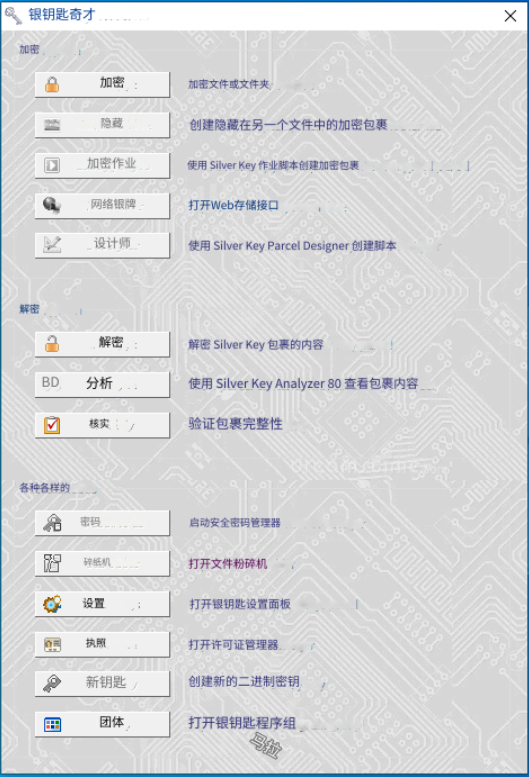 银钥匙奇才
加密
加密 加密文件或文件夹
隐藏 创建隐藏在另一个文件中的加密包裹
加密作业 使用 Silver Key 作业脚本创建加密包裹
网络银牌 打开Web存储接口
设计师 使用 Silver Key Parcel Designer 创建脚本
解密
解密 解密 Silver Key 包裹的内容
BD 分析 使用 Silver Key Analyzer 80 查看包裹内容
核实 验证包裹完整性
各种各样的
密码 启动安全密码管理器
碎纸机 打开文件粉碎机
设置 打开银钥匙设置面板
执照 打开许可证管理器
新钥匙 创建新的二进制密钥
团体 打开银钥匙程序组
马拉